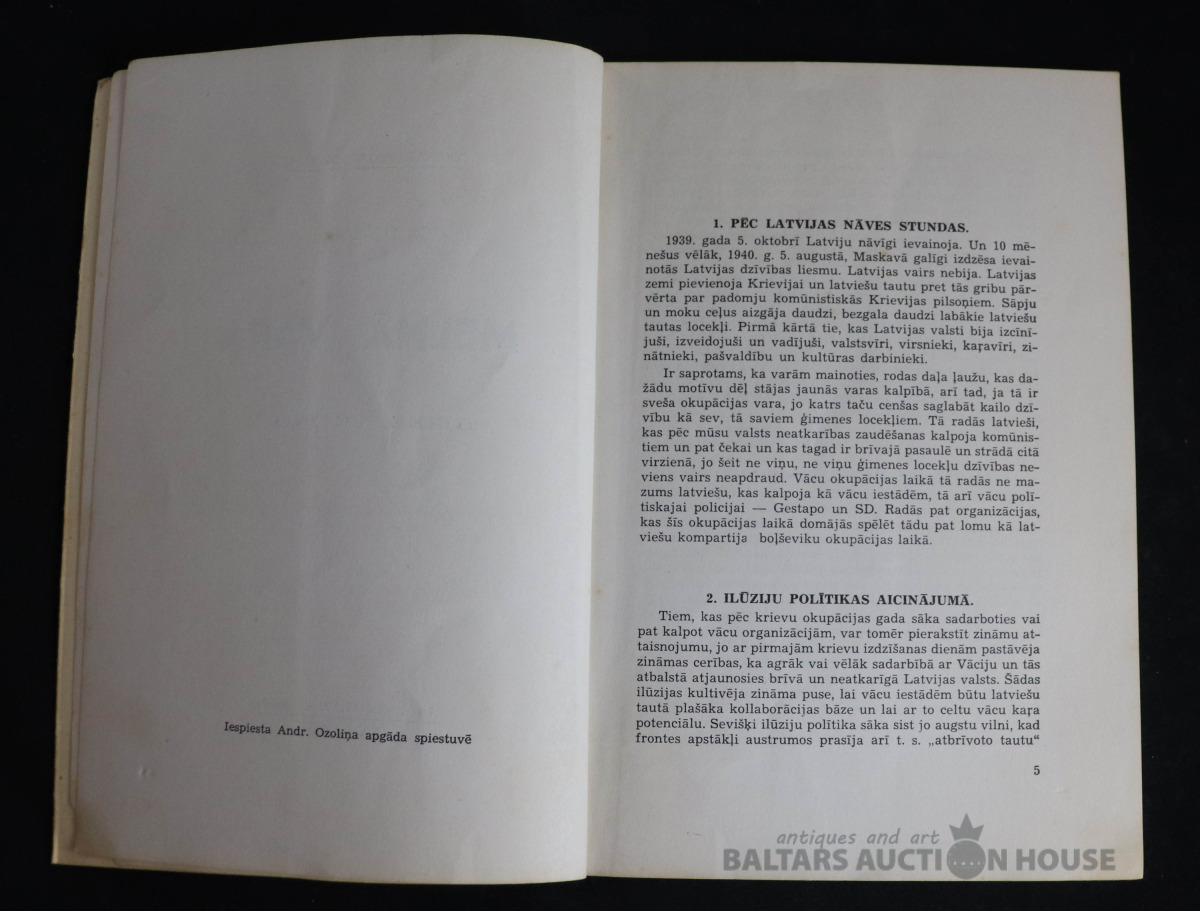 Iespiesta Andr. Ozoliņa apgāda spiestuvē
1. PĒC LATVIJAS NĀVES STUNDAS.
1939. gada 5. oktobrī Latviju nāvīgi ievainoja. Un 10 mē-
nešus vēlāk, 1940. g. 5. augustā, Maskavā galīgi izdzēsa ievai-
notās Latvijas dzīvības liesmu. Latvijas vairs nebija. Latvijas
zemi pievienoja Krievijai un latviešu tautu pret tās gribu pār-
vērta par padomju komūnistiskās Krievijas pilsoņiem. Sāpju
un moku ceļus aizgāja daudzi, bezgala daudzi labākie latviešu
tautas locekļi. Pirmā kārtā tie, kas Latvijas valsti bija izcīnī-
juši, izveidojuši un vadījuši, valstsvīri, virsnieki, kaŗavīri, zi-
nātnieki, pašvaldību un kultūras darbinieki.
Ir saprotams, ka varām mainoties, rodas daļa ļaužu, kas da-
žādu motīvu dēļ stājas jaunās varas kalpībā, arī tad, ja tā ir
sveša okupācijas vara, jo katrs taču cenšas saglabāt kailo dzī-
vību kā sev, tā saviem ģimenes locekļiem. Tā radās latvieši,
kas pēc mūsu valsts neatkarības zaudēšanas kalpoja komūnis-
tiem un pat čekai un kas tagad ir brīvajā pasaulē un strādā citā
virzienā, jo šeit ne viņu, ne viņu ģimenes locekļu dzīvības ne-
viens vairs neapdraud. Vācu okupācijas laikā tā radās ne ma-
zums latviešu, kas kalpoja kā vācu iestādēm, tā arī vācu polī-
tiskajai policijai — Gestapo un SD. Radās pat organizācijas,
kas šīs okupācijas laikā domājās spēlēt tādu pat lomu kā lat-
viešu kompartija boļševiku okupācijas laikā.
2. ILŪZIJU POLĪTIKAS AICINĀJUMĀ.
Tiem, kas pēc krievu okupācijas gada sāka sadarboties vai
pat kalpot vācu organizācijām, var tomēr pierakstīt zināmu at-
taisnojumu, jo ar pirmajām krievu izdzīšanas dienām pastāvēja
zināmas cerības, ka agrāk vai vēlāk sadarbībā ar Vāciju un tās
atbalstā atjaunosies brīvā un neatkarīgā Latvijas valsts. Šādas
ilūzijas kultivēja zināma puse, lai vācu iestādēm būtu latviešu
tautā plašāka kollaborācijas bāze un lai ar to celtu vācu kaŗa
potenciālu. Sevišķi ilūziju polītika sāka sist jo augstu vilni, kad
frontes apstākļi austrumos prasīja arī t. s. „atbrīvoto tautu“
5
antiques and art
BALTARS AUCTION HOUSE